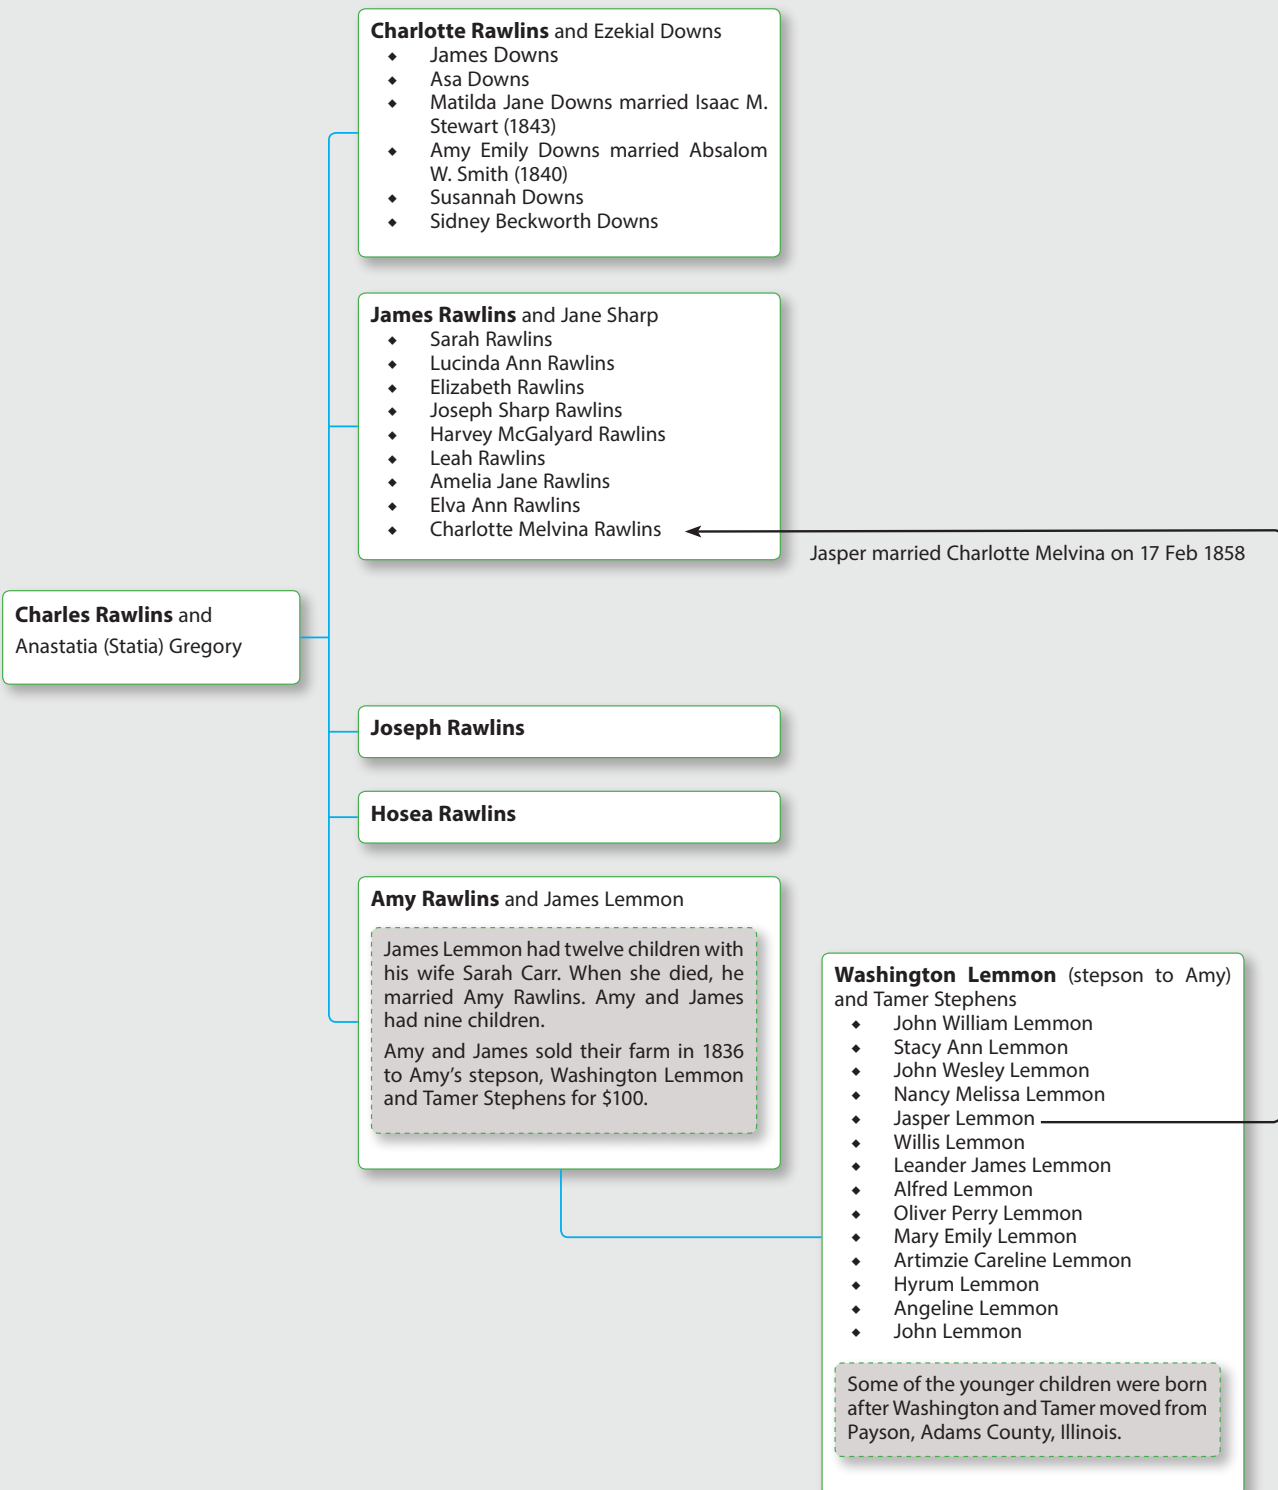 Charlotte Rawlins and Ezekial Downs
◆ James Downs
◆ Asa Downs
◆ Matilda Jane Downs married Isaac M.
Stewart (1843)
◆ Amy Emily Downs married Absalom
W. Smith (1840)
◆ Susannah Downs
◆ Sidney Beckworth Downs
James Rawlins and Jane Sharp
◆ Sarah Rawlins
◆ Lucinda Ann Rawlins
◆ Elizabeth Rawlins
◆ Joseph Sharp Rawlins
◆ Harvey McGalyard Rawlins
◆ Leah Rawlins
◆ Amelia Jane Rawlins
◆ Elva Ann Rawlins
◆ Charlotte Melvina Rawlins
Jasper married Charlotte Melvina on 17 Feb 1858
Charles Rawlins and
Anastatia (Statia) Gregory
Joseph Rawlins
Hosea Rawlins
Amy Rawlins and James Lemmon
James Lemmon had twelve children with
his wife Sarah Carr. When she died, he
married Amy Rawlins. Amy and James
had nine children.
Amy and James sold their farm in 1836
to Amy's stepson, Washington Lemmon
and Tamer Stephens for $100.
Washington Lemmon (stepson to Amy)
and Tamer Stephens
◆ John William Lemmon
◆ Stacy Ann Lemmon
◆ John Wesley Lemmon
◆ Nancy Melissa Lemmon
◆ Jasper Lemmon
◆ Willis Lemmon
◆ Leander James Lemmon
◆ Alfred Lemmon
◆ Oliver Perry Lemmon
◆ Mary Emily Lemmon
◆ Artimzie Careline Lemmon
◆ Hyrum Lemmon
◆ Angeline Lemmon
◆ John Lemmon
Some of the younger children were born
after Washington and Tamer moved from
Payson, Adams County, Illinois.